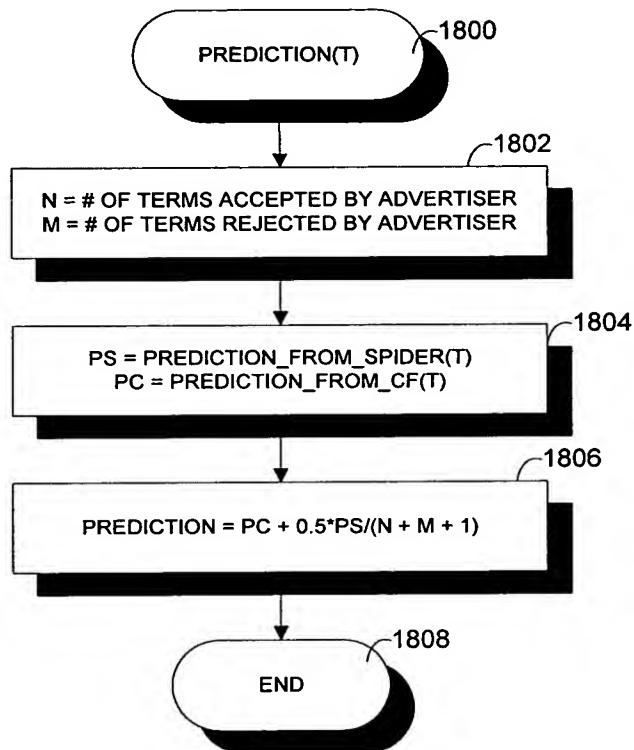 PREDICTION(T)
1800
1802
N = # OF TERMS ACCEPTED BY ADVERTISER
M = # OF TERMS REJECTED BY ADVERTISER
1804
PS = PREDICTION_FROM_SPIDER(T)
PC = PREDICTION_FROM_CF(T)
1806
PREDICTION = PC + 0.5*PS/(N + M + 1)
1808
END